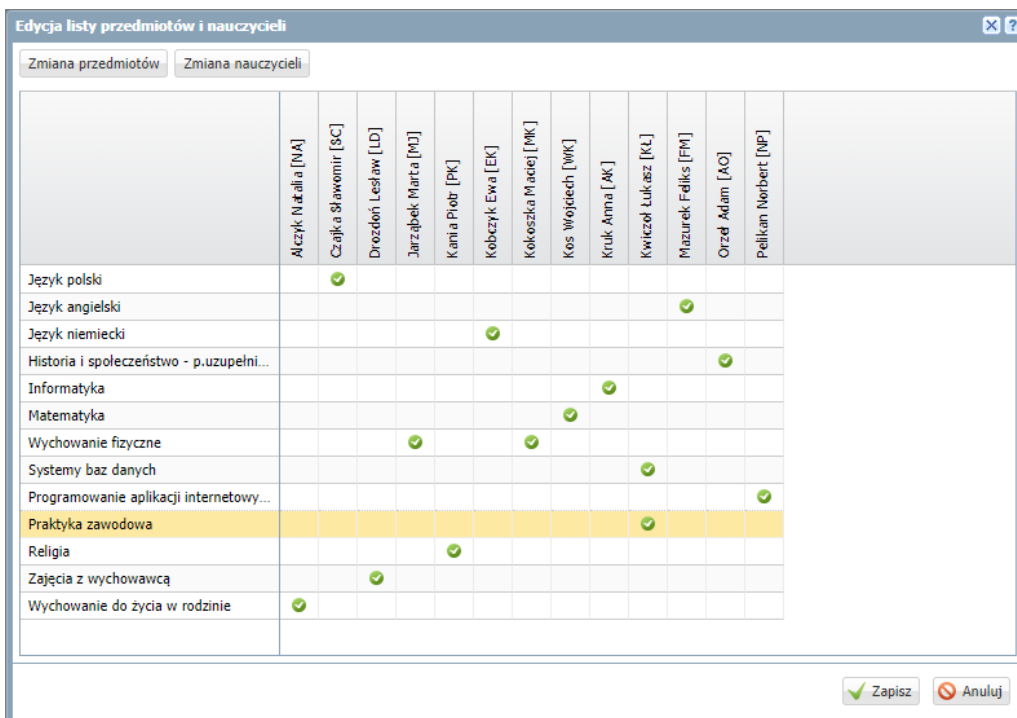 Edycja listy przedmiotów i nauczycieli
Zmiana przedmiotów
Zmiana nauczycieli
Alczyk Natalia [NA]
Czajka Sławomir [SC]
Drozdoń Lesław [LD]
Jarząbek Marta [MJ]
Kania Piotr [PK]
Kobczyk Ewa [EK]
Kokoszka Maciej [MK]
Kos Wojciech [WK]
Kruk Anna [AK]
Kwiczoł Łukasz [KŁ]
Mazurek Feliks [FM]
Orzeł Adam [AO]
Pelikan Norbert [NP]
Język polski
Język angielski
Język niemiecki
Historia i społeczeństwo - p.uzupełni...
Informatyka
Matematyka
Wychowanie fizyczne
Systemy baz danych
Programowanie aplikacji internetowy...
Praktyka zawodowa
Religia
Zajęcia z wychowawcą
Wychowanie do życia w rodzinie
Zapisz
Anuluj